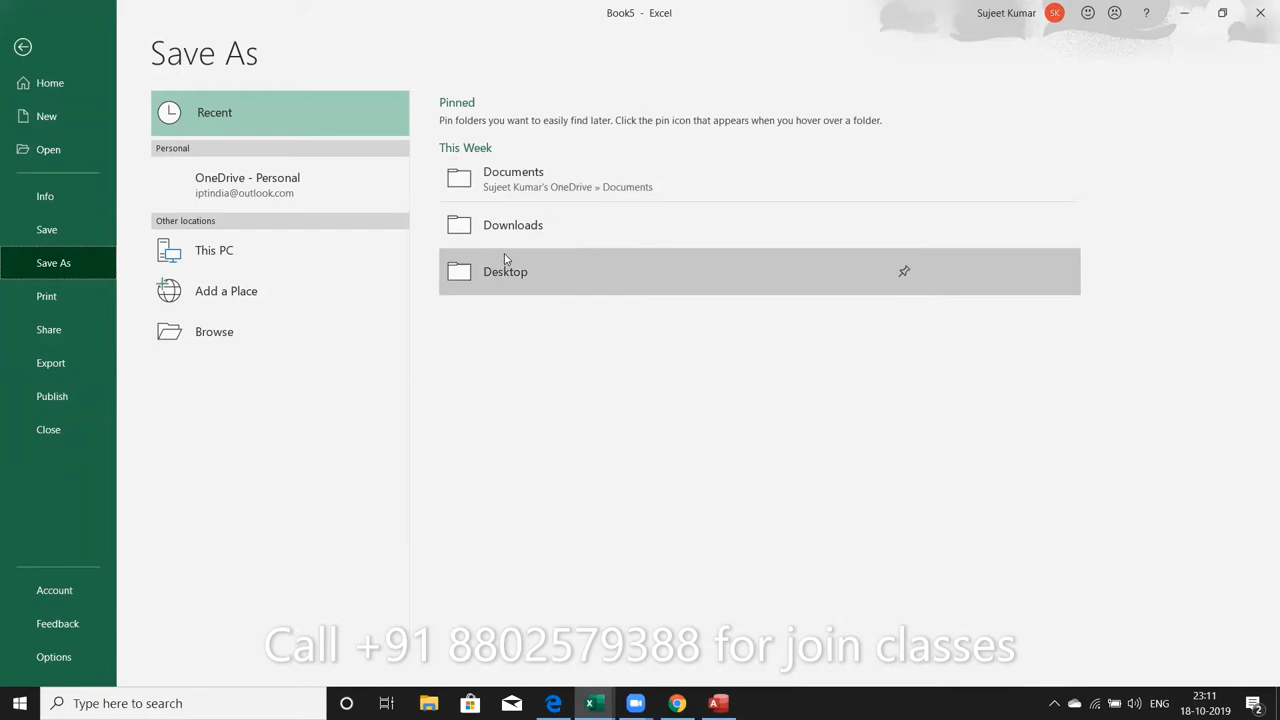 Book5 - Excel
Sujeet Kumar
SK
?
Save As
Home
New
Open
Info
Save
Save As
Print
Share
Export
Publish
Close
Account
Feedback
Options
Recent
Personal
OneDrive - Personal
iptindia@outlook.com
Other locations
This PC
Add a Place
Browse
Pinned
Pin folders you want to easily find later. Click the pin icon that appears when you hover over a folder.
This Week
Documents
Sujeet Kumar's OneDrive » Documents
Downloads
Desktop
Call +91 8802579388 for join classes
Type here to search
ENG
23:11
18-10-2019
2